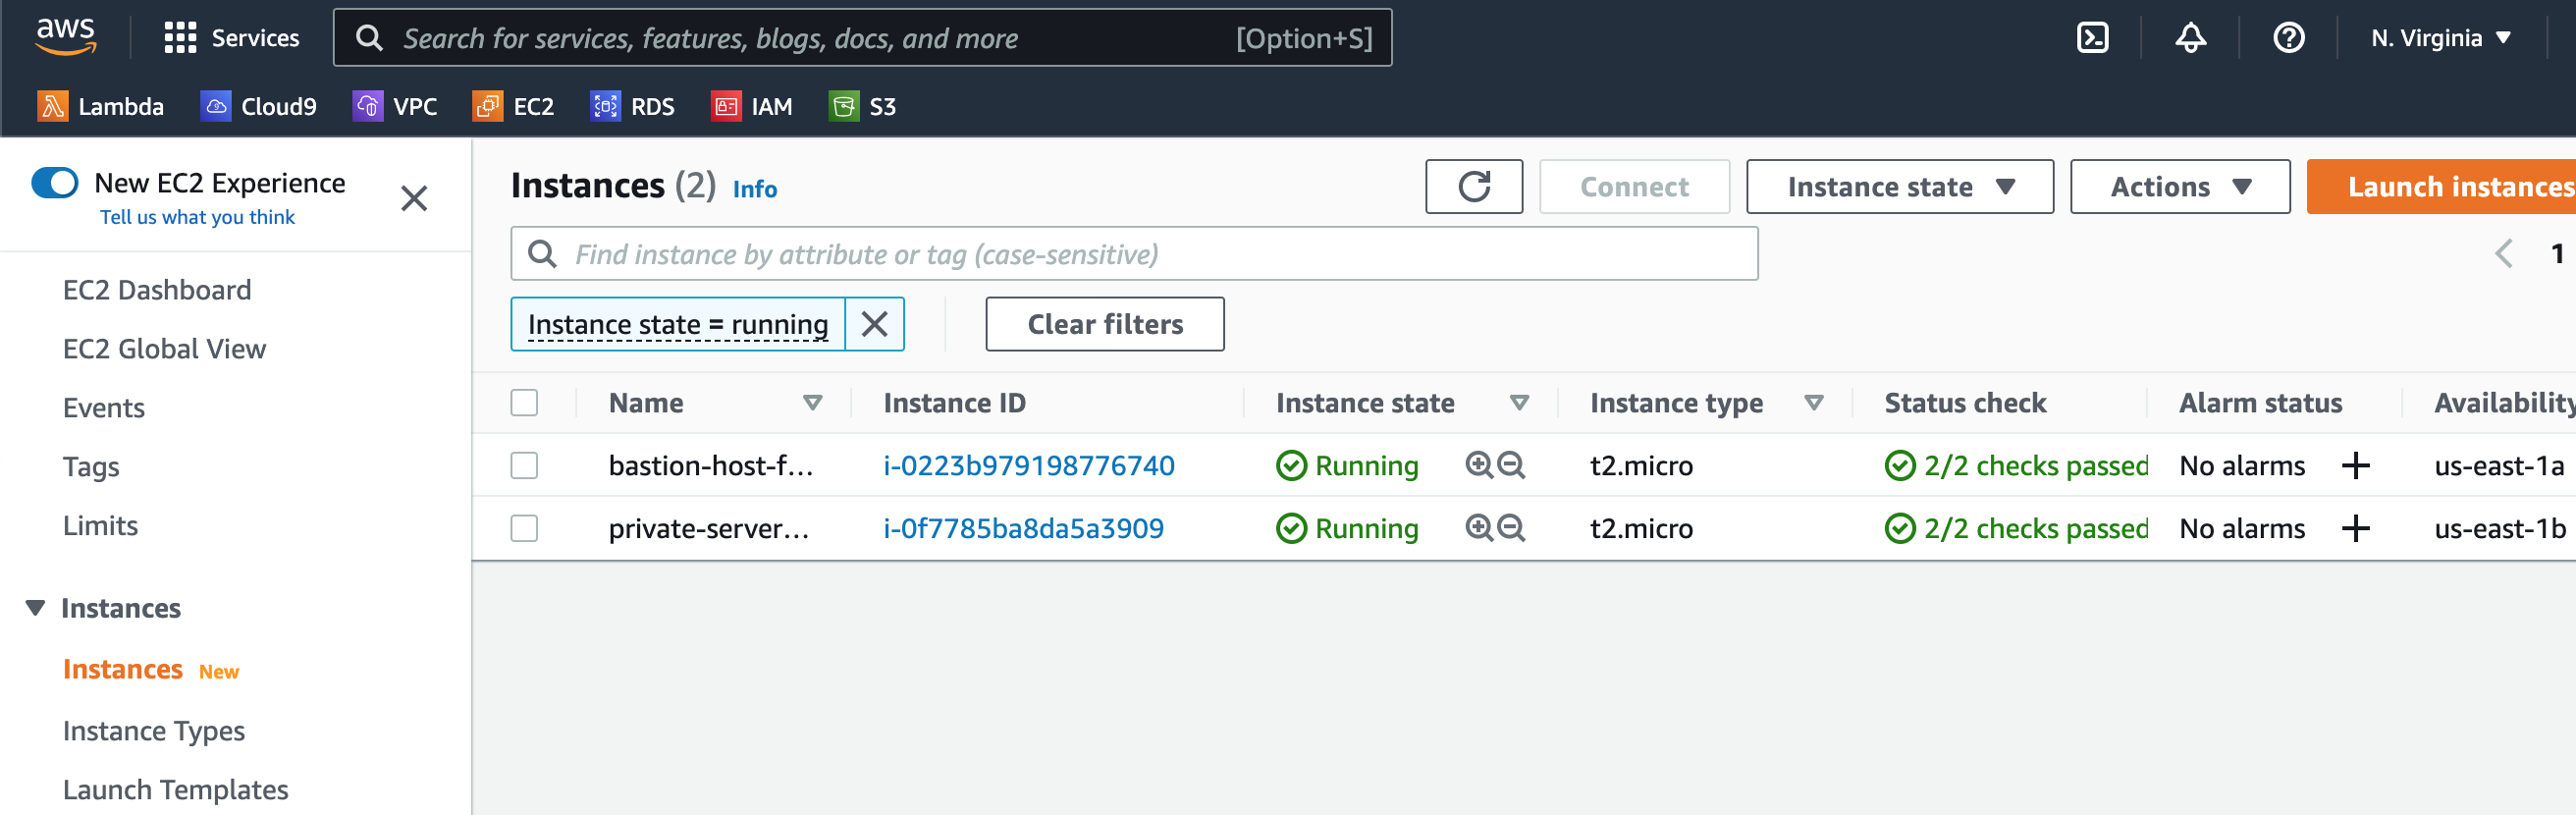 aws Services Search for services, features, blogs, docs, and more [Option+S] N. Virginia
Lambda Cloud9 VPC EC2 RDS IAM S3
New EC2 Experience
Tell us what you think
EC2 Dashboard
EC2 Global View
Events
Tags
Limits
Instances
Instances New
Instance Types
Launch Templates
Instances (2) Info Connect Instance state Actions Launch instances
Find instance by attribute or tag (case-sensitive) 1
Instance state = running Clear filters
Name Instance ID Instance state Instance type Status check Alarm status Availability
bastion-host-f... i-0223b979198776740 Running t2.micro 2/2 checks passed No alarms + us-east-1a
private-server... i-0f7785ba8da5a3909 Running t2.micro 2/2 checks passed No alarms + us-east-1b